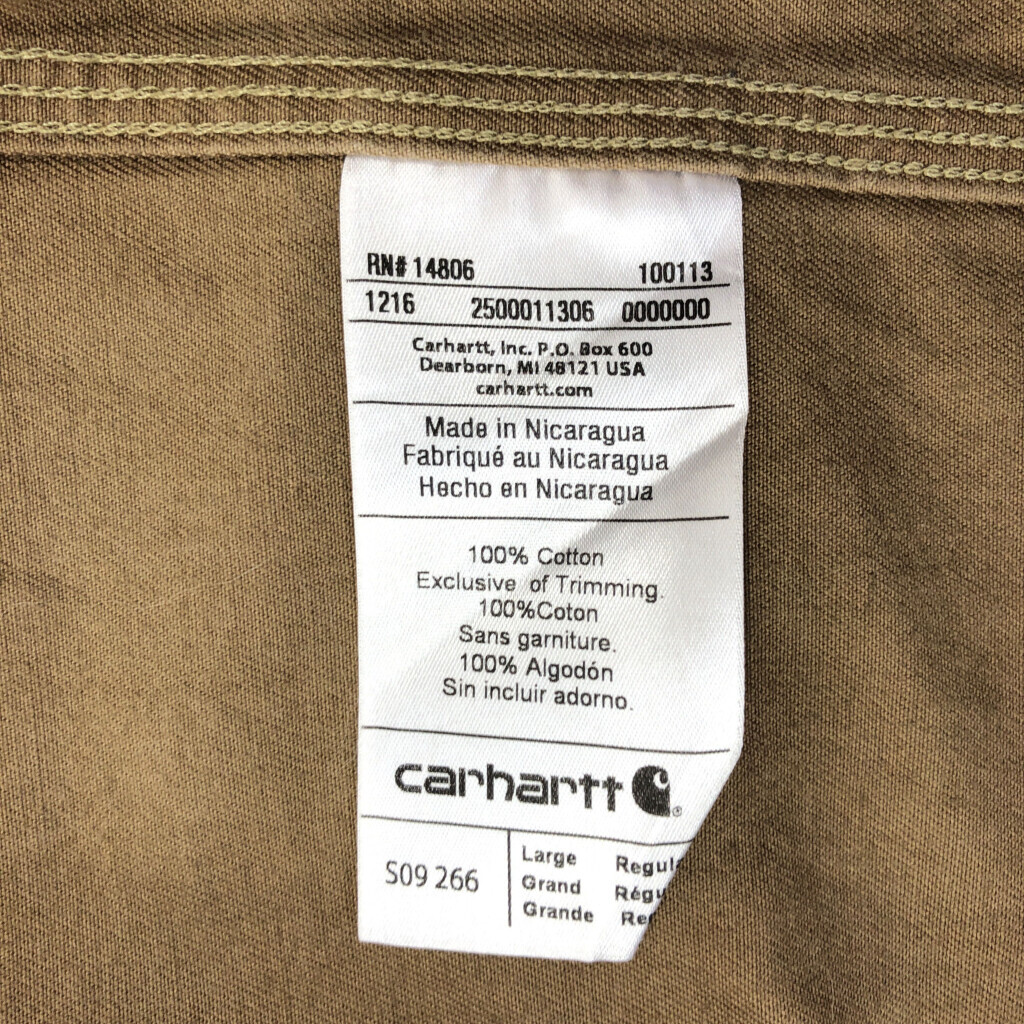 RN# 14806 100113
1216 2500011306 0000000
Carhartt, Inc. P.O. Box 600
Dearborn, MI 48121 USA
carhartt.com
Made in Nicaragua
Fabriqué au Nicaragua
Hecho en Nicaragua
100% Cotton
Exclusive of Trimming.
100%Coton
Sans garniture.
100% Algodón
Sin incluir adorno.
carhartt ®
S09 266
Large
Grand
Grande